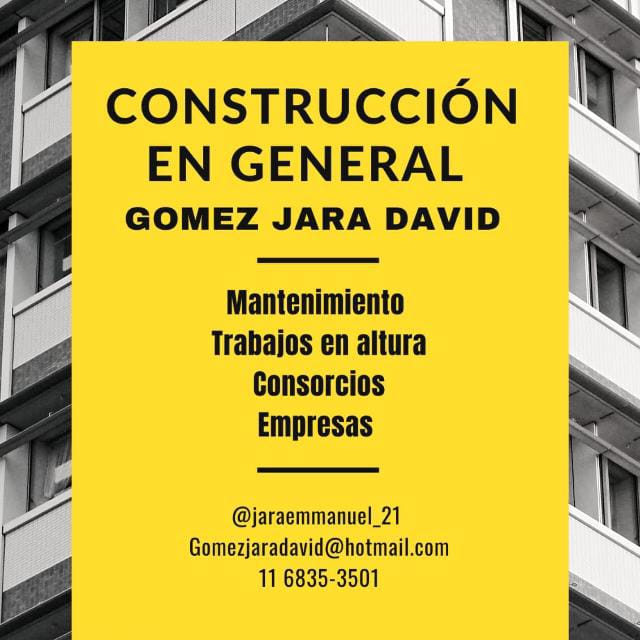 CONSTRUCCIÓN
EN GENERAL
GOMEZ JARA DAVID
Mantenimiento
Trabajos en altura
Consorcios
Empresas
@jaraemmanuel_21
Gomezjaradavid@hotmail.com
11 6835-3501